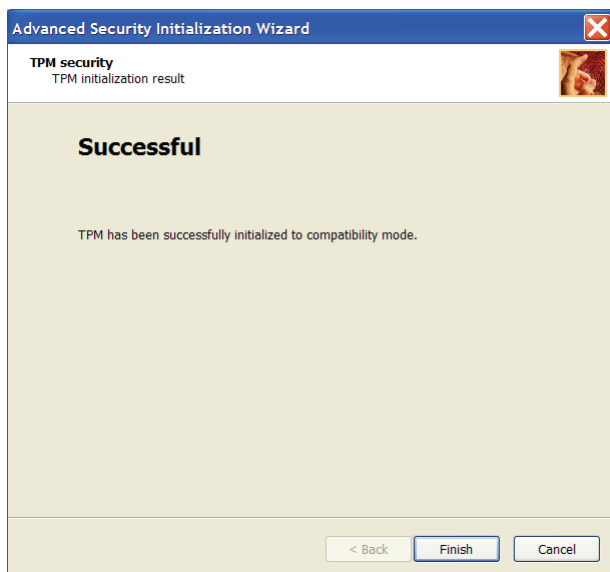 Advanced Security Initialization Wizard
TPM security
TPM initialization result
Successful
TPM has been successfully initialized to compatibility mode.
< Back Finish Cancel